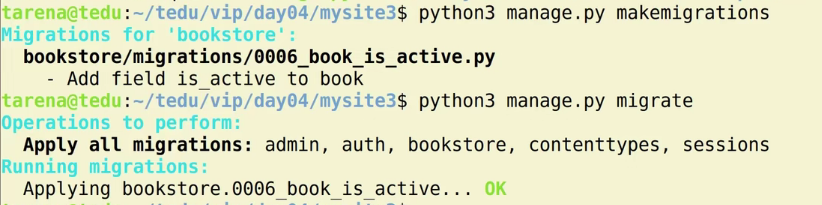 tarena@tedu:~/tedu/vip/day04/mysite3$ python3 manage.py makemigrations
Migrations for 'bookstore':
  bookstore/migrations/0006_book_is_active.py
    - Add field is_active to book
tarena@tedu:~/tedu/vip/day04/mysite3$ python3 manage.py migrate
Operations to perform:
  Apply all migrations: admin, auth, bookstore, contenttypes, sessions
Running migrations:
  Applying bookstore.0006_book_is_active... OK